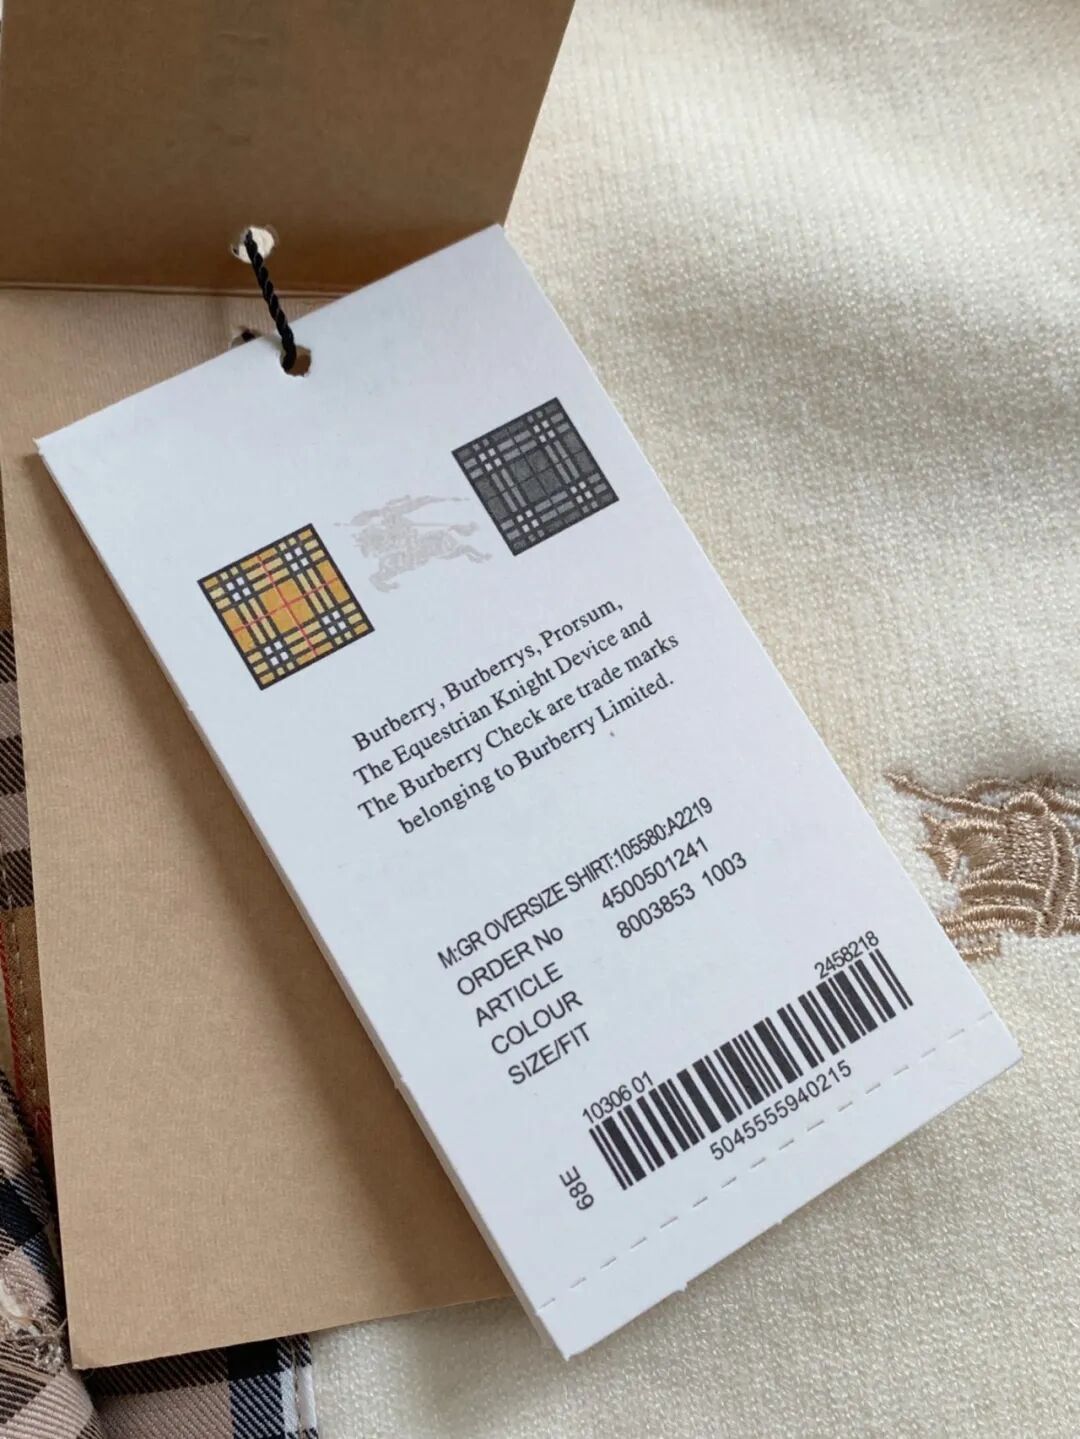 Burberry, Burberrys, Prorsum,
The Equestrian Knight Device and
The Burberry Check are trade marks
belonging to Burberry Limited.
M:GR OVERSIZE SHIRT:105580:A2219
ORDER No 4500501241
ARTICLE 8003853 1003
COLOUR
SIZE/FIT
10306 01 2458218
5045555940215
68E